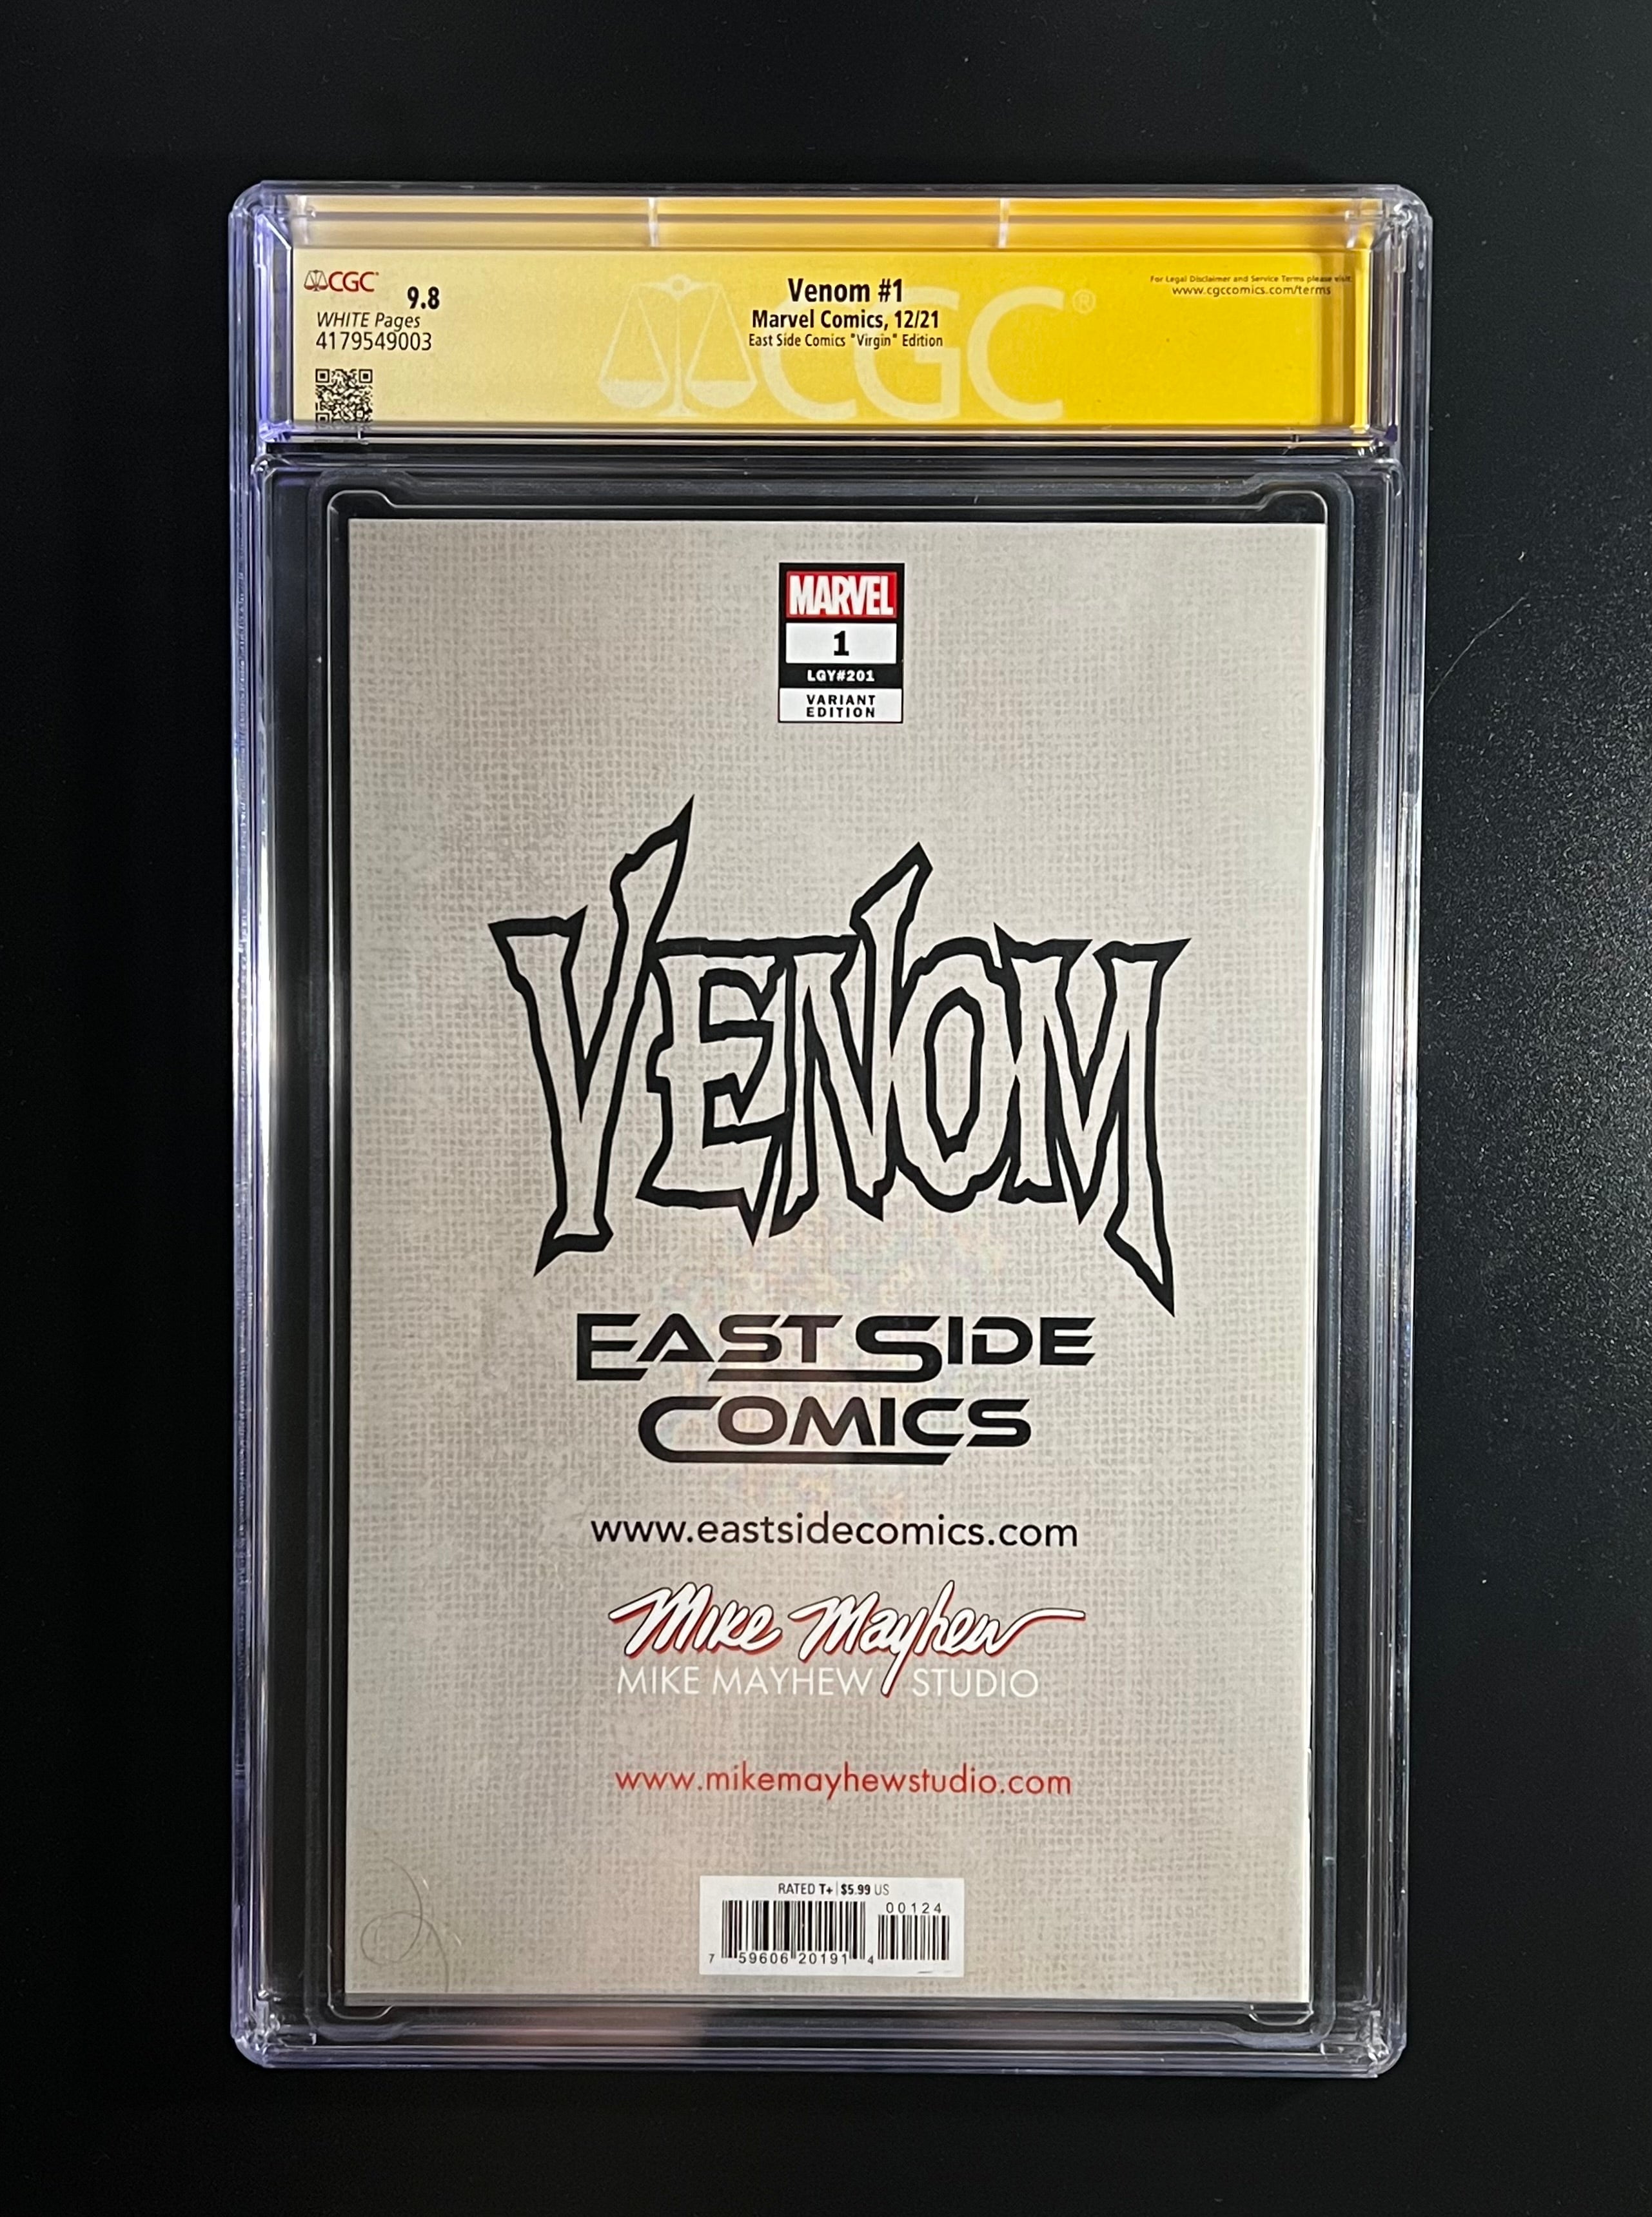 CGC
9.8
WHITE Pages
4179549003
Venom #1
Marvel Comics, 12/21
East Side Comics "Virgin" Edition
For Legal Disclaimer and Service Terms please visit
www.cgccomics.com/terms
CGC®
MARVEL
1
LGY#201
VARIANT
EDITION
VENOM
EAST SIDE
COMICS
www.eastsidecomics.com
Mike Mayhew
MIKE MAYHEW STUDIO
www.mikemayhewstudio.com
RATED T+ $5.99 US
00124
7 59606 20191 4